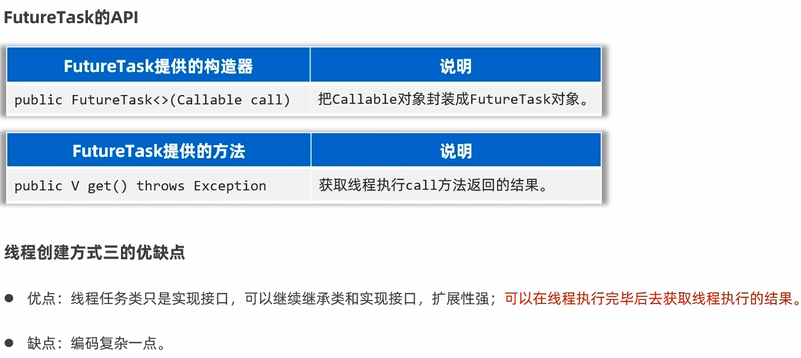 FutureTask的API
FutureTask提供的构造器 说明
public FutureTask<>(Callable call) 把Callable对象封装成FutureTask对象。
FutureTask提供的方法 说明
public V get() throws Exception 获取线程执行call方法返回的结果。
线程创建方式三的优缺点
● 优点：线程任务类只是实现接口，可以继续继承类和实现接口，扩展性强；可以在线程执行完毕后去获取线程执行的结果。
● 缺点：编码复杂一点。